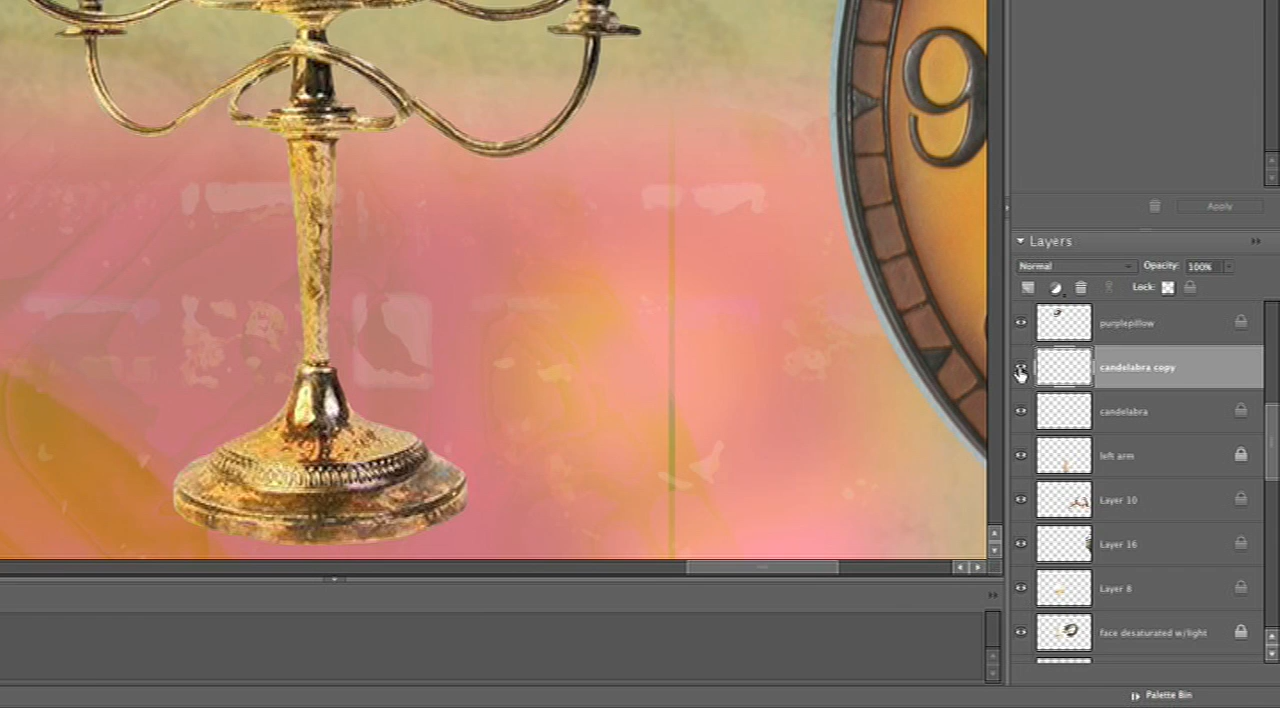 9
Apply
Layers
Normal Opacity: 100%
Lock:
purplepillow
candelabra copy
candelabra
left arm
Layer 10
Layer 16
Layer 8
face desaturated w/light
Palette Bin